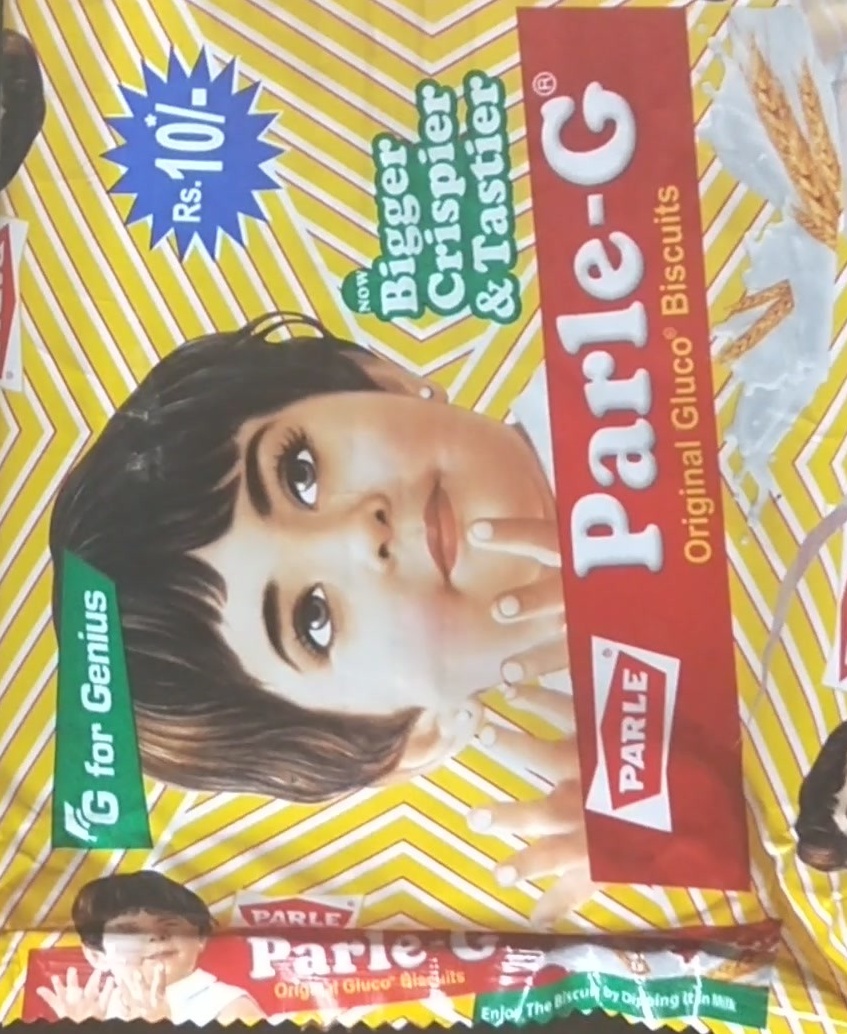 Rs. 10/-*
NOW
Bigger
Crispier
& Tastier
Parle-G®
Original Gluco® Biscuits
PARLE®
G for Genius
PARLE
Parle-G
Original Gluco® Biscuits
Enjoy The Biscuit by Dipping it in Milk